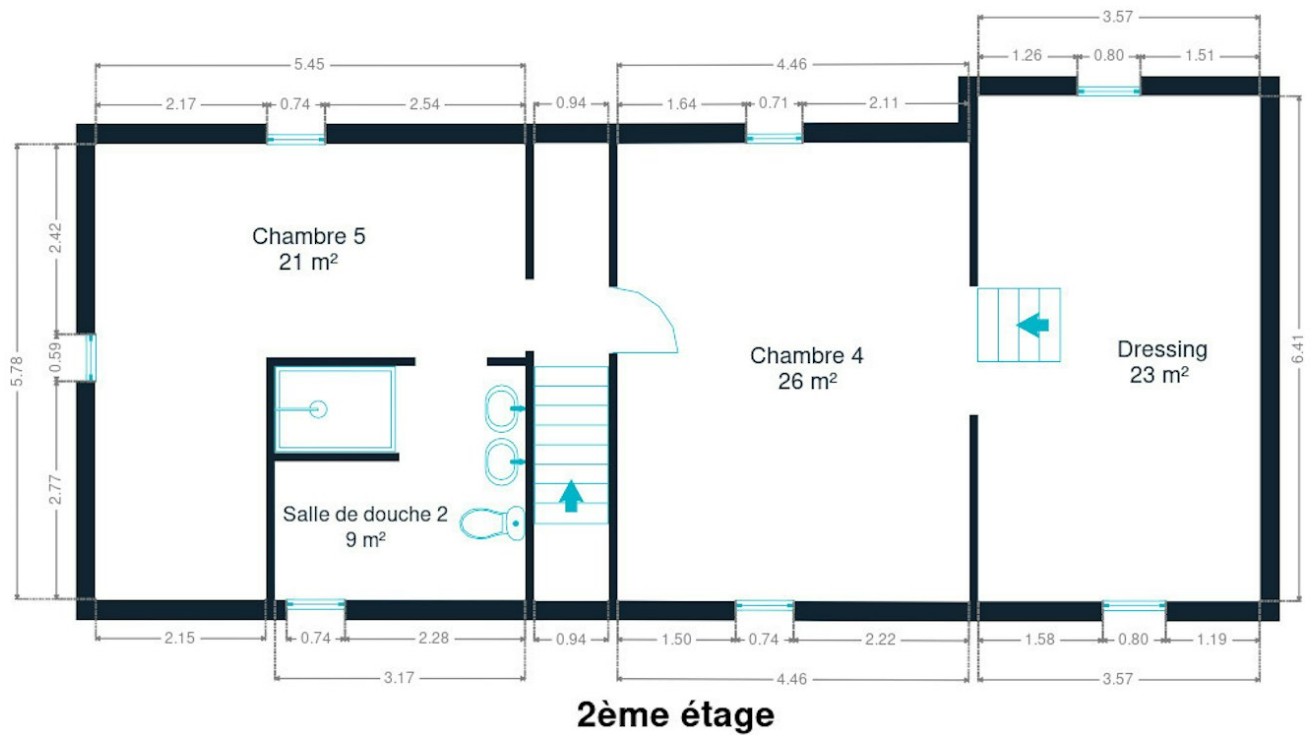 3.57
1.26 0.80 1.51
5.45 4.46
2.17 0.74 2.54 0.94 1.64 0.71 2.11
2.42
Chambre 5
21 m²
5.78
0.59
6.41
Chambre 4
26 m²
Dressing
23 m²
2.77
Salle de douche 2
9 m²
2.15 0.74 2.28 0.94 1.50 0.74 2.22 1.58 0.80 1.19
3.17 4.46 3.57
2ème étage